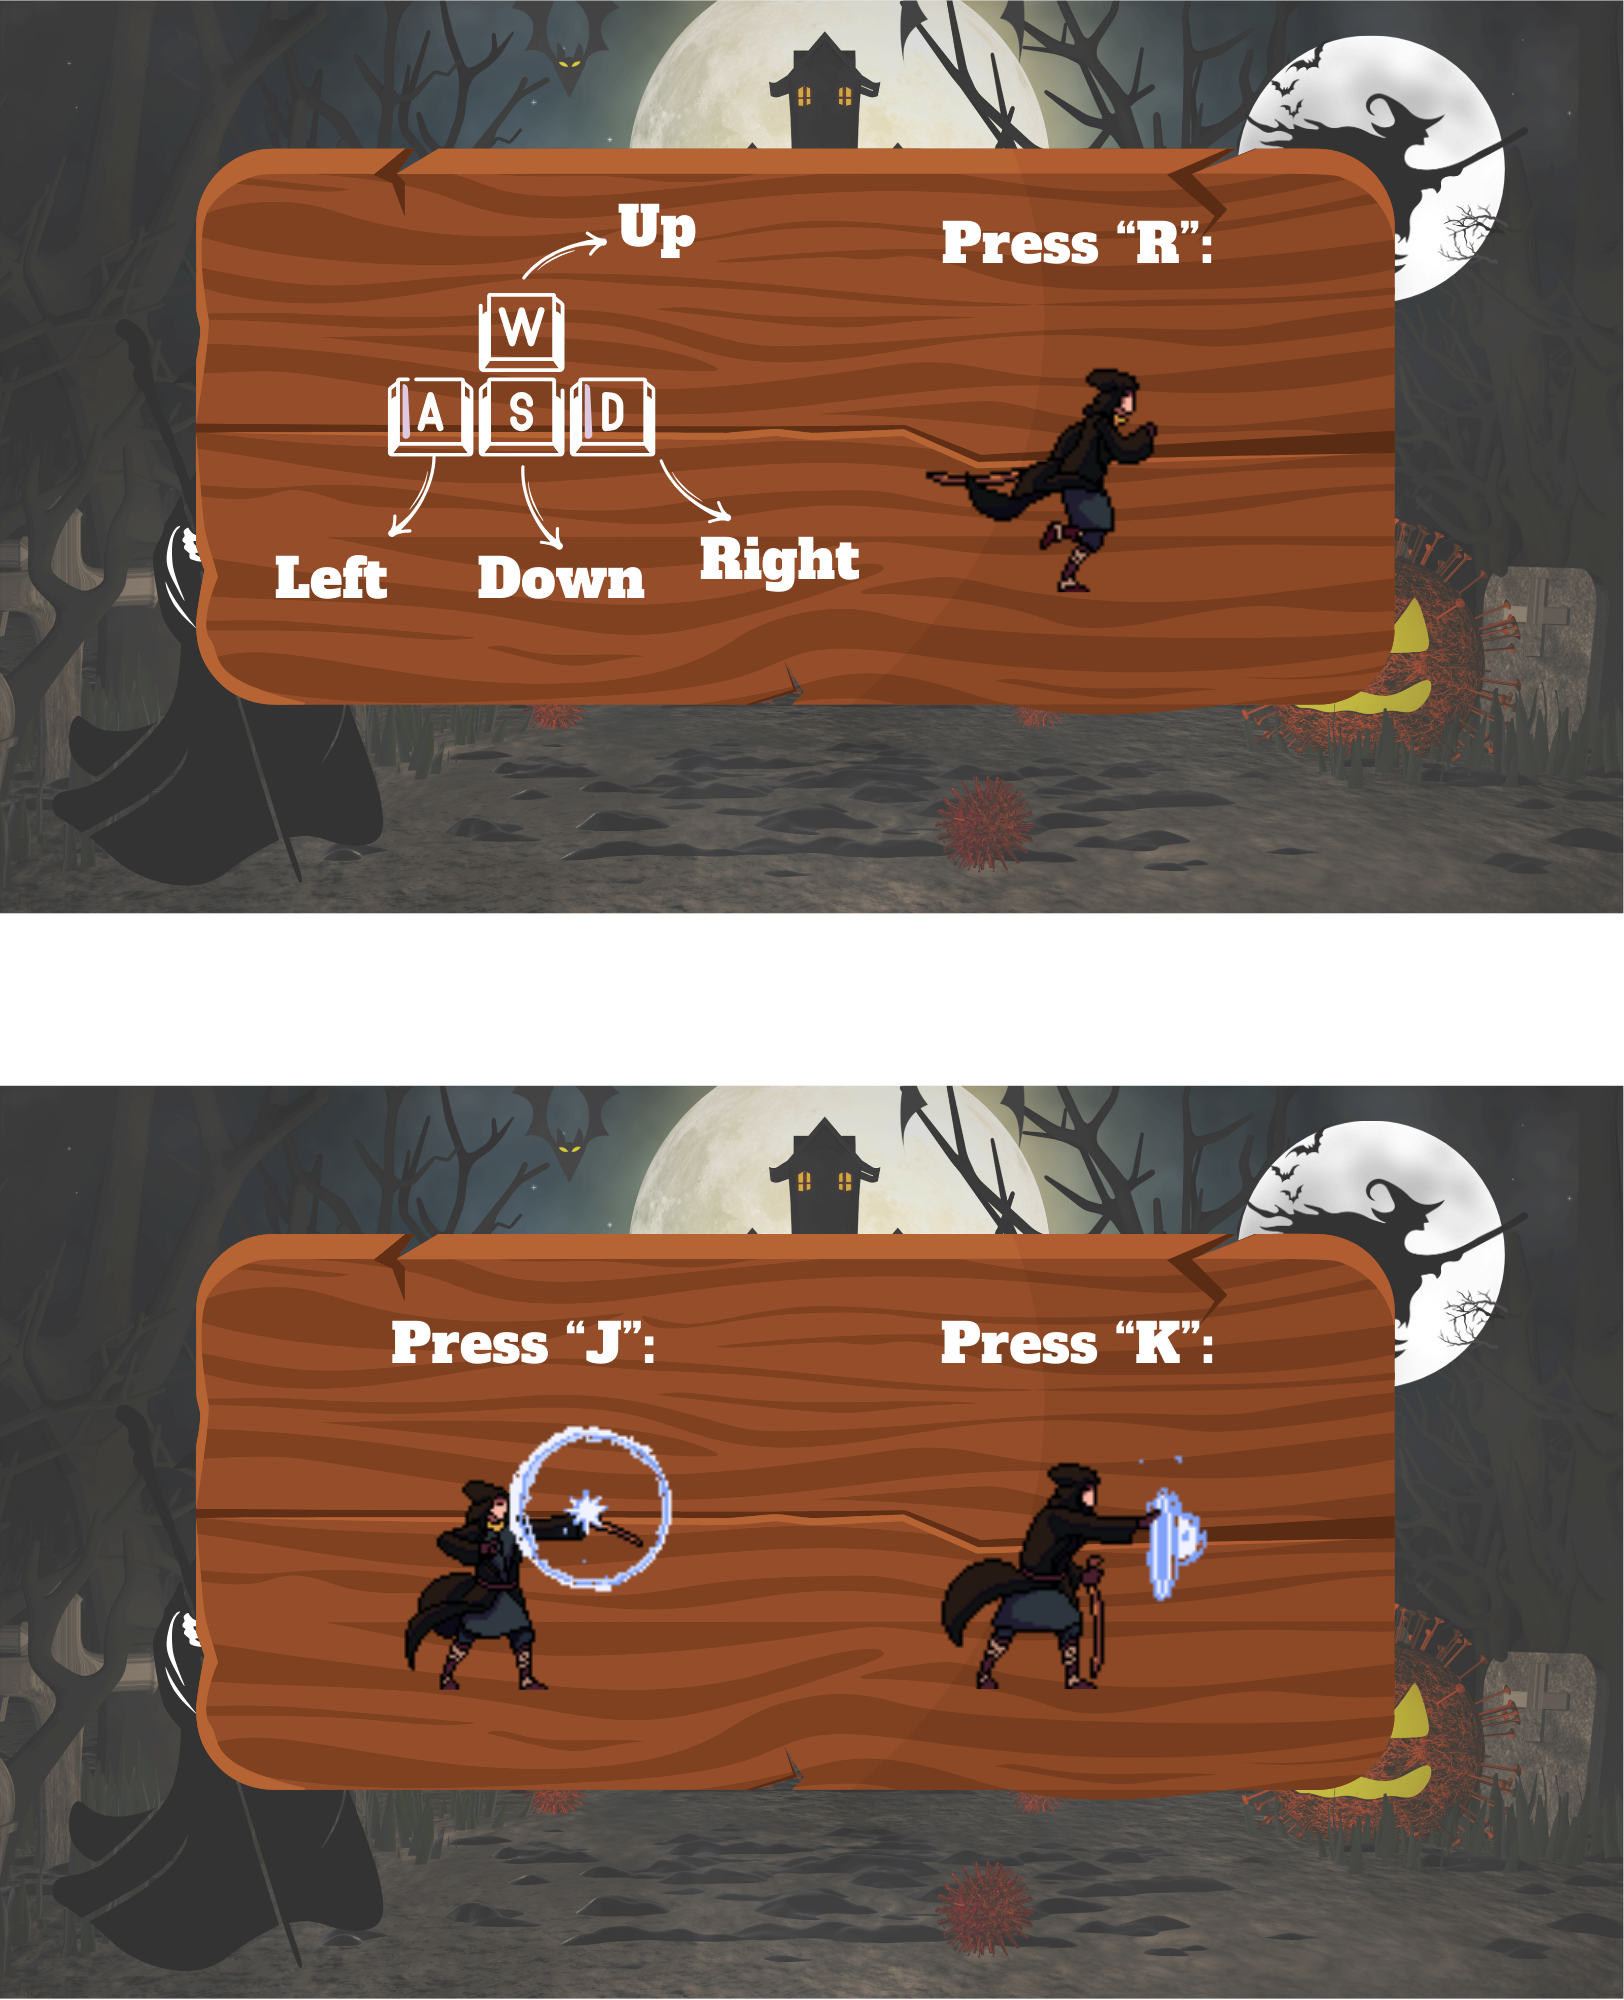 Up
Press “R”:
W
A S D
Left Down Right
Press “J”:
Press “K”: